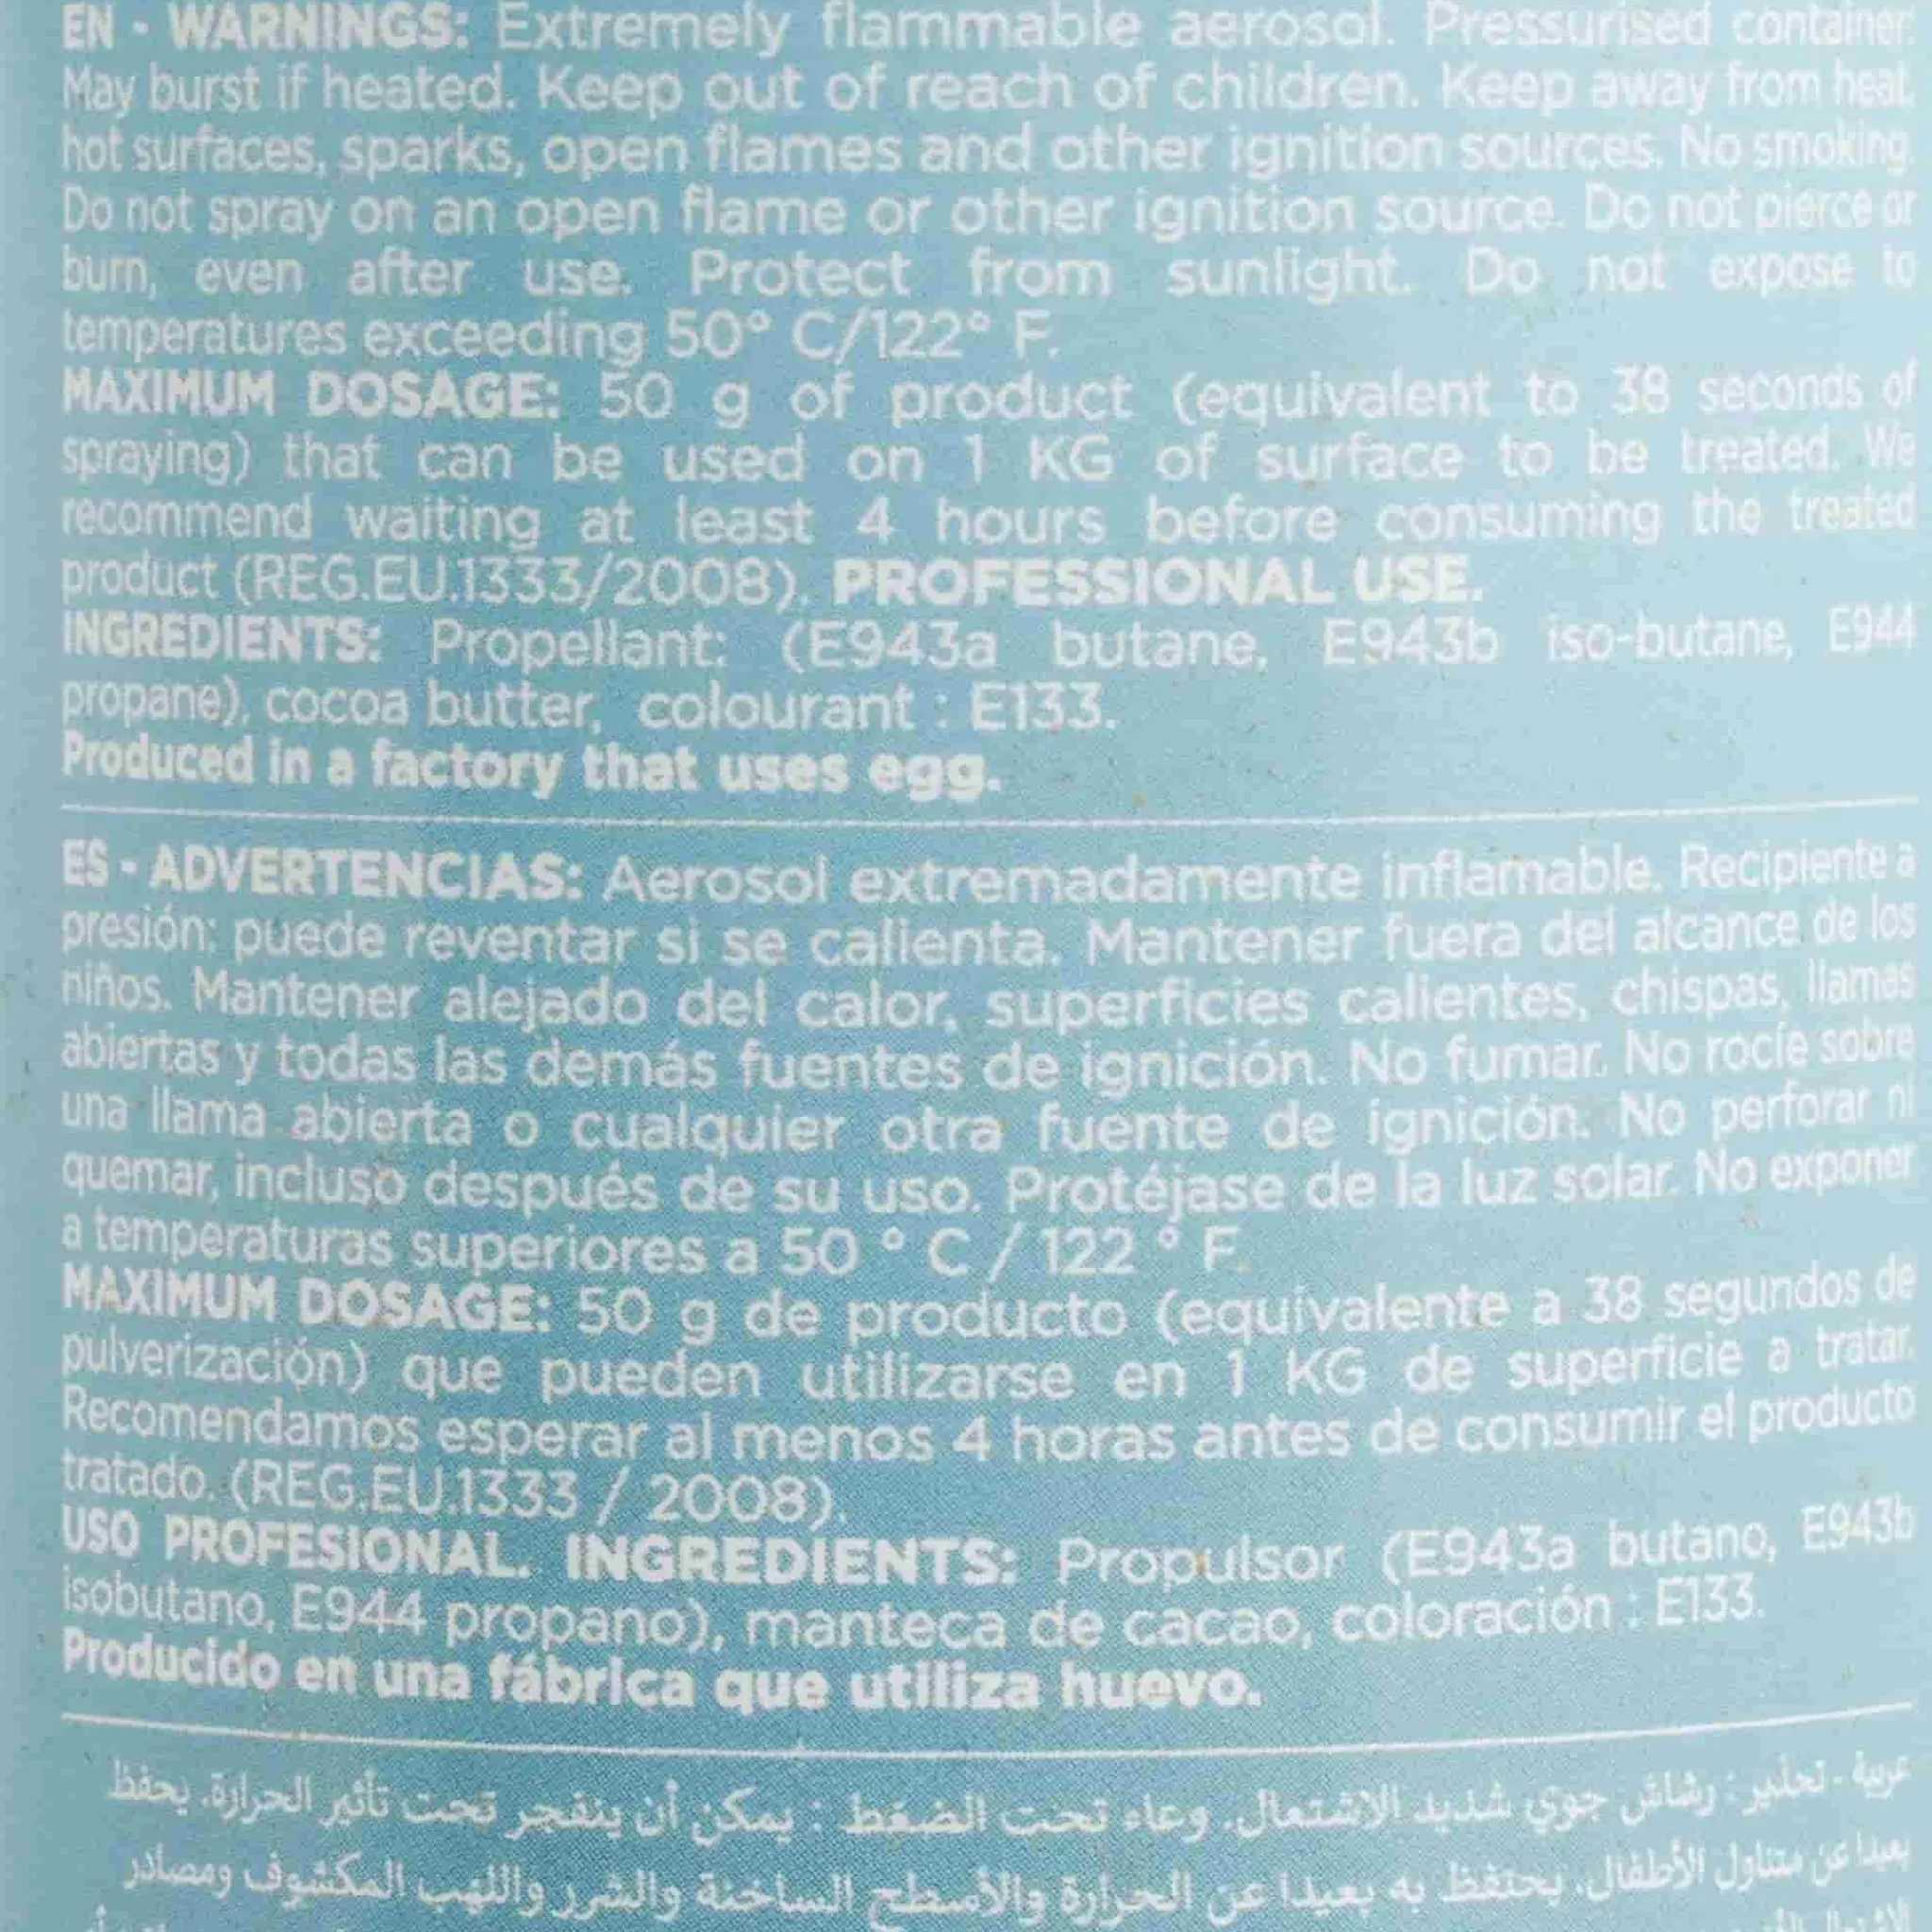 EN - WARNINGS: Extremely flammable aerosol. Pressurised container.
May burst if heated. Keep out of reach of children. Keep away from heat,
hot surfaces, sparks, open flames and other ignition sources. No smoking.
Do not spray on an open flame or other ignition source. Do not pierce or
burn, even after use. Protect from sunlight. Do not expose to
temperatures exceeding 50° C/122° F.
MAXIMUM DOSAGE: 50 g of product (equivalent to 38 seconds of
spraying) that can be used on 1 KG of surface to be treated. We
recommend waiting at least 4 hours before consuming the treated
product (REG.EU.1333/2008). PROFESSIONAL USE.
INGREDIENTS: Propellant: (E943a butane, E943b iso-butane, E944
propane), cocoa butter, colourant : E133.
Produced in a factory that uses egg.
ES - ADVERTENCIAS: Aerosol extremadamente inflamable. Recipiente a
presión: puede reventar si se calienta. Mantener fuera del alcance de los
niños. Mantener alejado del calor, superficies calientes, chispas, llamas
abiertas y todas las demás fuentes de ignición. No fumar. No rocíe sobre
una llama abierta o cualquier otra fuente de ignición. No perforar ni
quemar, incluso después de su uso. Protéjase de la luz solar. No exponer
a temperaturas superiores a 50 ° C / 122 ° F.
MAXIMUM DOSAGE: 50 g de producto (equivalente a 38 segundos de
pulverización) que pueden utilizarse en 1 KG de superficie a tratar.
Recomendamos esperar al menos 4 horas antes de consumir el producto
tratado. (REG.EU.1333 / 2008).
USO PROFESIONAL. INGREDIENTS: Propulsor (E943a butano, E943b
isobutano, E944 propano), manteca de cacao, coloración : E133.
Producido en una fábrica que utiliza huevo.
عربية - تحذير : رشاش جوي شديد الاشتعال. وعاء تحت الضغط : يمكن أن ينفجر تحت تأثير الحرارة. يحفظ
بعيدا عن متناول الأطفال. يحتفظ به بعيدا عن الحرارة والأسطح الساخنة والشرر واللهب المكشوف ومصادر